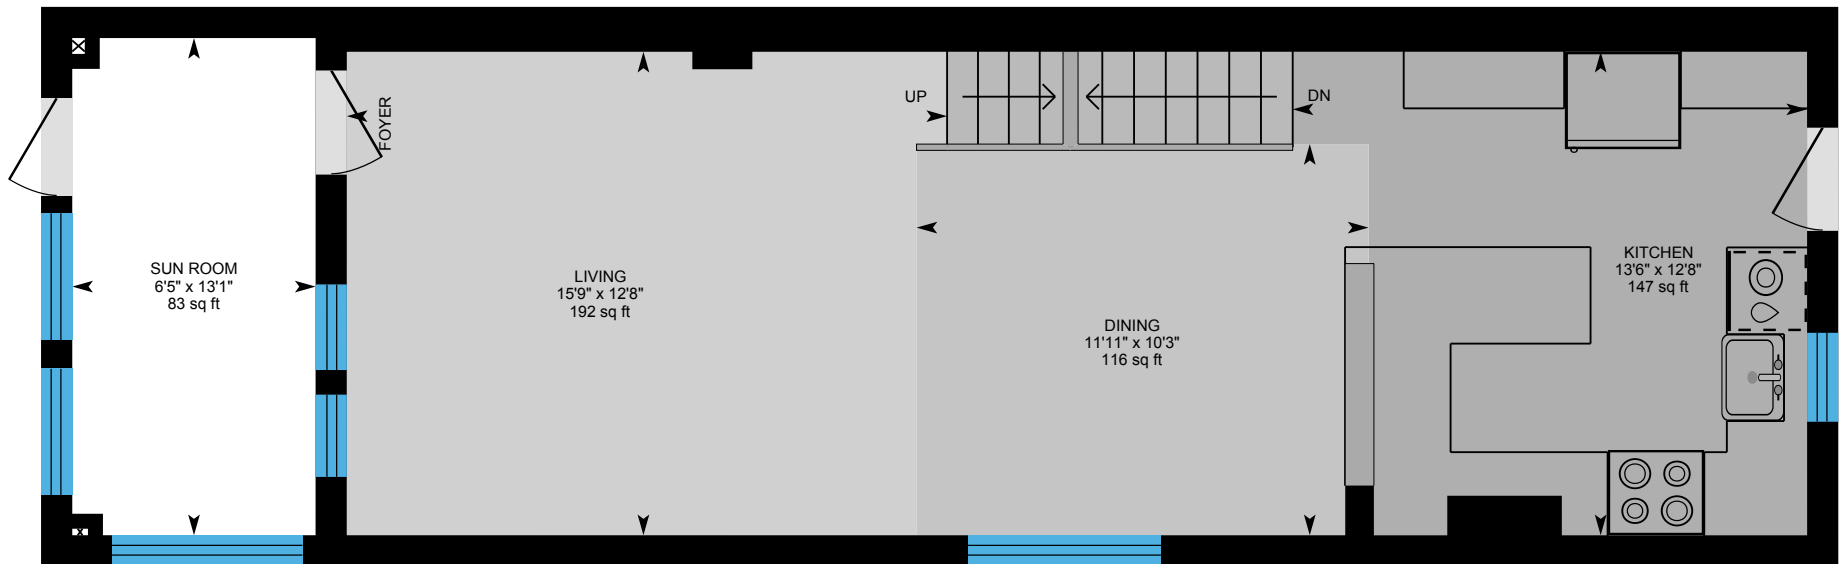 FOYER
UP
DN
SUN ROOM
6'5" x 13'1"
83 sq ft
LIVING
15'9" x 12'8"
192 sq ft
DINING
11'11" x 10'3"
116 sq ft
KITCHEN
13'6" x 12'8"
147 sq ft